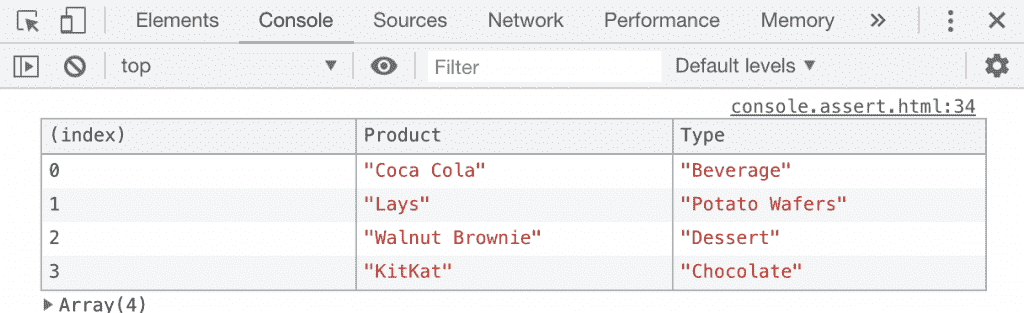 Elements Console Sources Network Performance Memory
top Filter Default levels
console.assert.html:34
(index) Product Type
0 "Coca Cola" "Beverage"
1 "Lays" "Potato Wafers"
2 "Walnut Brownie" "Dessert"
3 "KitKat" "Chocolate"
Array(4)